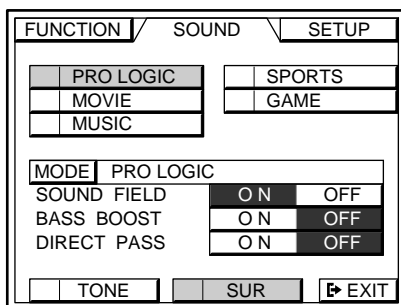 FUNCTION SOUND SETUP
PRO LOGIC SPORTS
MOVIE GAME
MUSIC
MODE PRO LOGIC
SOUND FIELD ON OFF
BASS BOOST ON OFF
DIRECT PASS ON OFF
TONE SUR EXIT